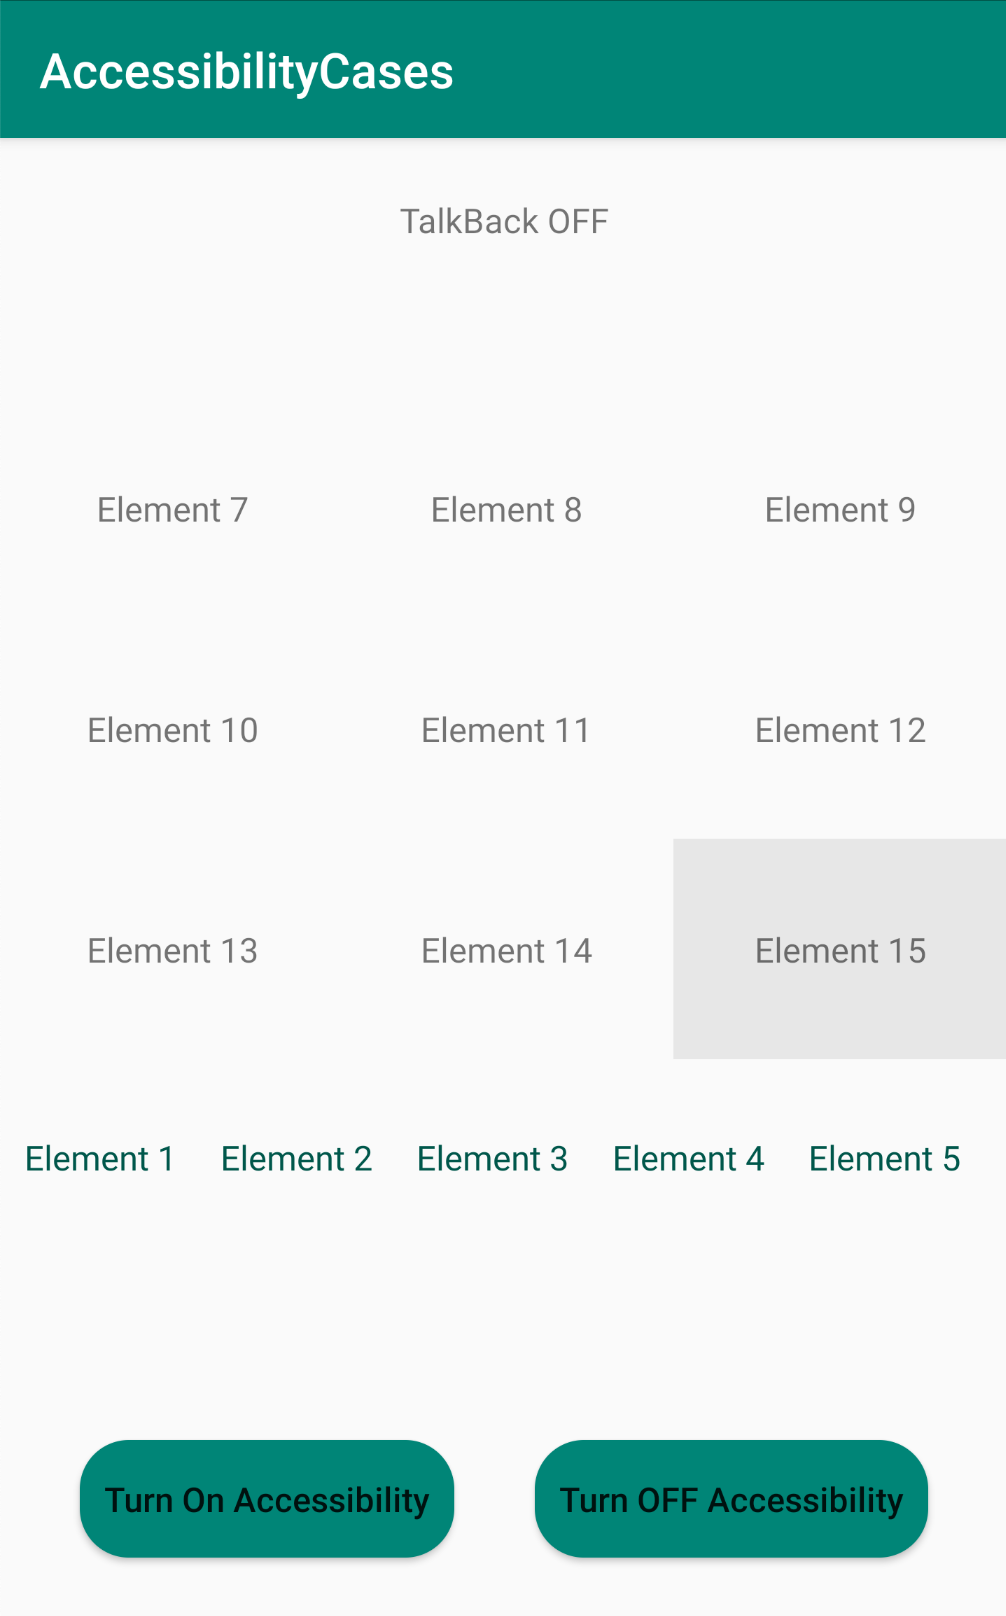 AccessibilityCases
TalkBack OFF
Element 7 Element 8 Element 9
Element 10 Element 11 Element 12
Element 13 Element 14 Element 15
Element 1 Element 2 Element 3 Element 4 Element 5
Turn On Accessibility Turn OFF Accessibility